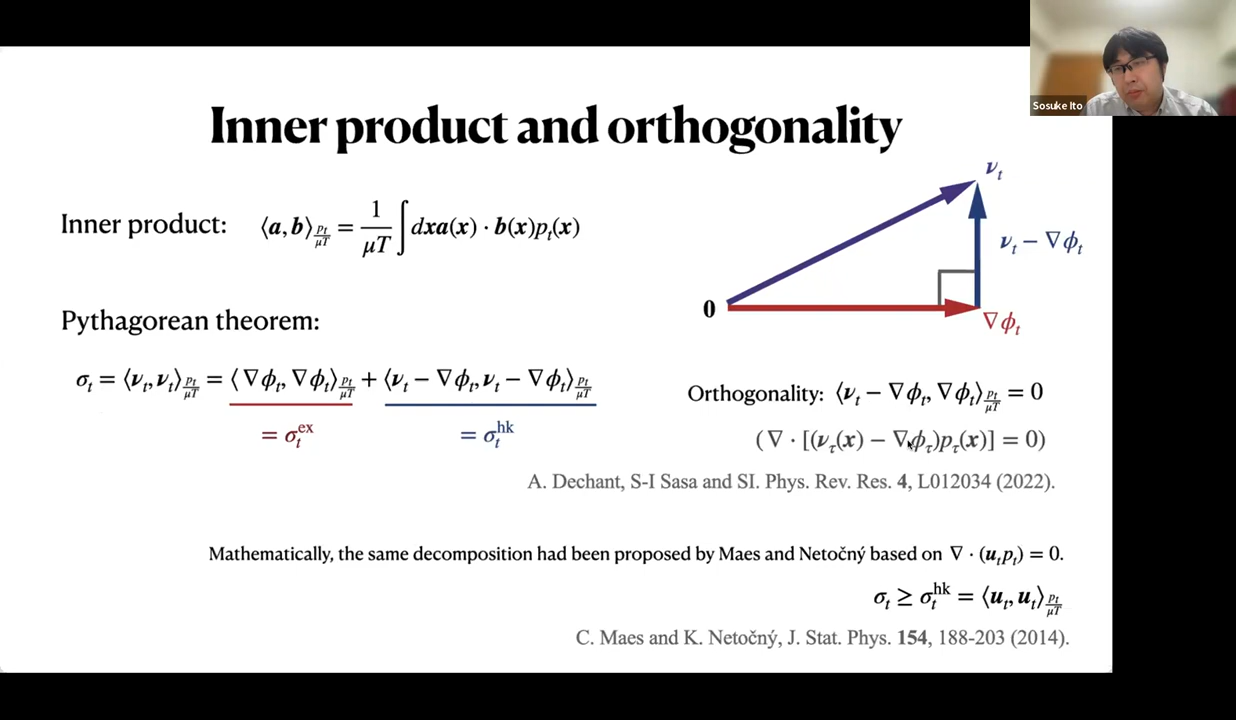 Sosuke Ito
Inner product and orthogonality
Inner product: ⟨a, b⟩_{p_t/μT} = 1/μT ∫ dx a(x) · b(x)p_t(x)
ν_t
ν_t − ∇ϕ_t
0
∇ϕ_t
Pythagorean theorem:
σ_t = ⟨ν_t, ν_t⟩_{p_t/μT} = ⟨∇ϕ_t, ∇ϕ_t⟩_{p_t/μT} + ⟨ν_t − ∇ϕ_t, ν_t − ∇ϕ_t⟩_{p_t/μT}
= σ_t^{ex} = σ_t^{hk}
Orthogonality: ⟨ν_t − ∇ϕ_t, ∇ϕ_t⟩_{p_t/μT} = 0
(∇ · [(ν_τ(x) − ∇ϕ_τ)p_τ(x)] = 0)
A. Dechant, S-I Sasa and SI. Phys. Rev. Res. 4, L012034 (2022).
Mathematically, the same decomposition had been proposed by Maes and Netočný based on ∇ · (u_t p_t) = 0.
σ_t ≥ σ_t^{hk} = ⟨u_t, u_t⟩_{p_t/μT}
C. Maes and K. Netočný, J. Stat. Phys. 154, 188-203 (2014).